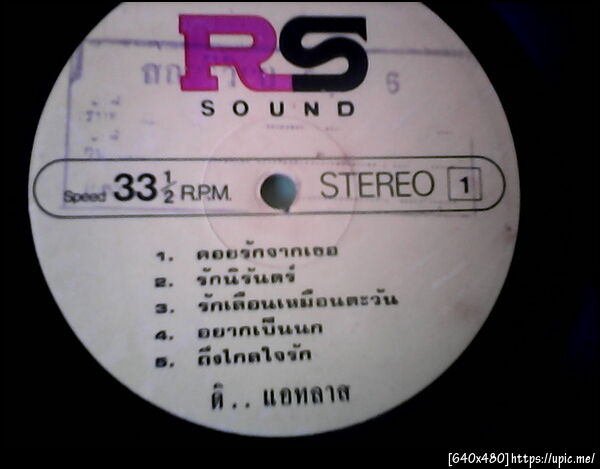 RS
SOUND
6
Speed 33 1/2 R.P.M. STEREO 1
1. คอยรักจากเธอ
2. รักนิรันดร์
3. รักเดือนเหมือนตะวัน
4. อยากเป็นนก
5. ถึงไกลใจรัก
ติ.. แอทลาส
[640x480]https://upic.me/